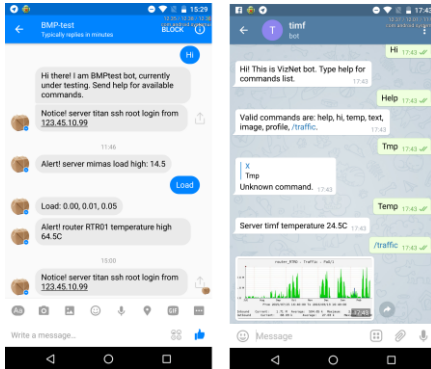 15:29
BMP-test
Typically replies in minutes
BLOCK
Hi
Hi there! I am BMPtest bot, currently
under testing. Send help for available
commands.
Notice! server titan ssh root login from
123.45.10.99
11:46
Alert! server mimas load high: 14.5
Load
Load: 0.00, 0.01, 0.05
Alert! router RTR01 temperature high
64.5C
15:00
Notice! server titan ssh root login from
123.45.10.99
Aa
GIF
Write a message...
17:43
T
timf
bot
Hi 17:43
Hi! This is VizNet bot. Type help for
commands list.
17:43
Help 17:43
Valid commands are: help, hi, temp, text,
image, profile, /traffic.
17:43
Tmp 17:43
X
Tmp
Unknown command. 17:43
Temp 17:43
Server timf temperature 24.5C 17:43
/traffic 17:43
17:43
Message